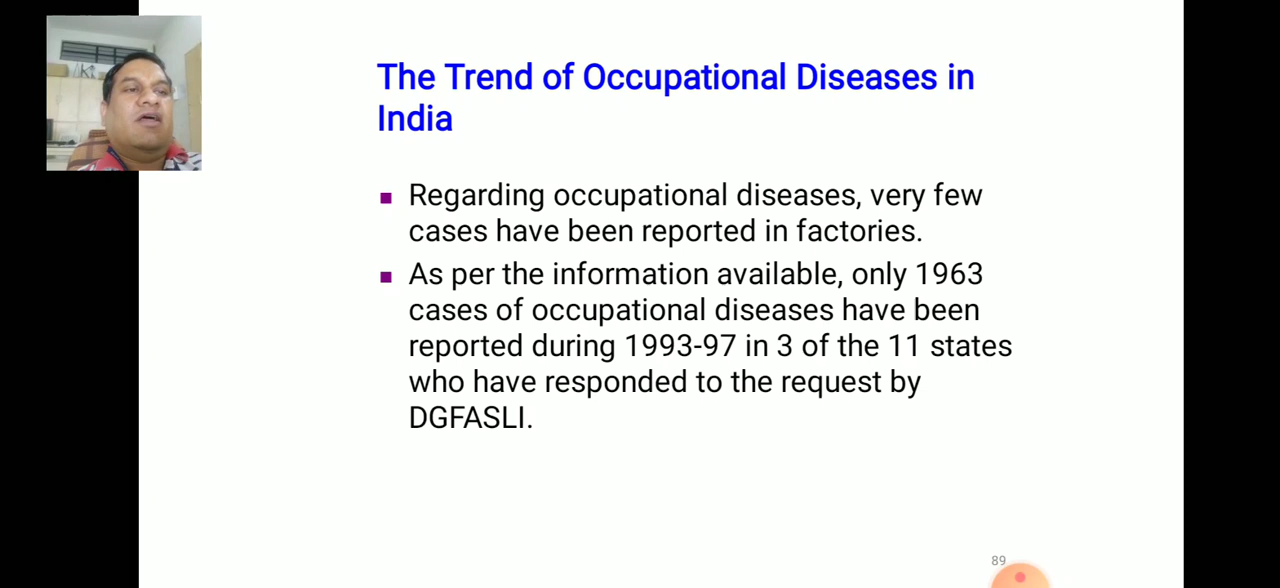 The Trend of Occupational Diseases in
India
Regarding occupational diseases, very few
cases have been reported in factories.
As per the information available, only 1963
cases of occupational diseases have been
reported during 1993-97 in 3 of the 11 states
who have responded to the request by
DGFASLI.
89